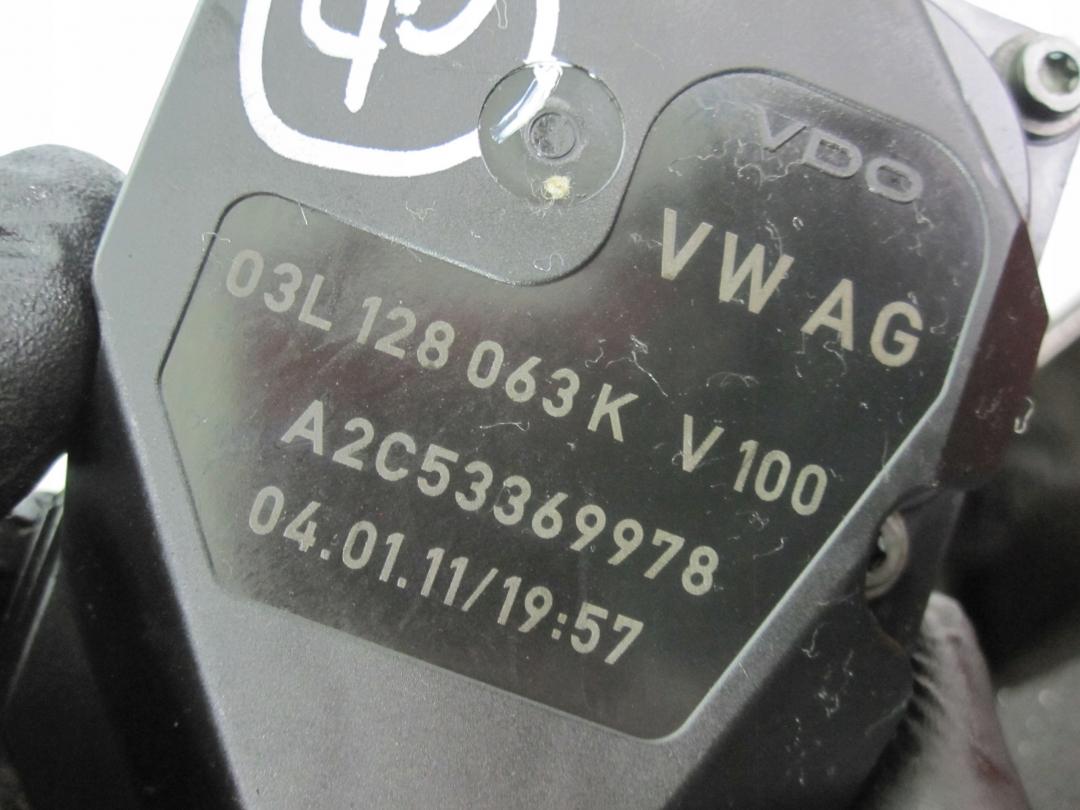 VDO
VW AG
03L 128 063 K V 100
A2C53369978
04.01.11/19:57